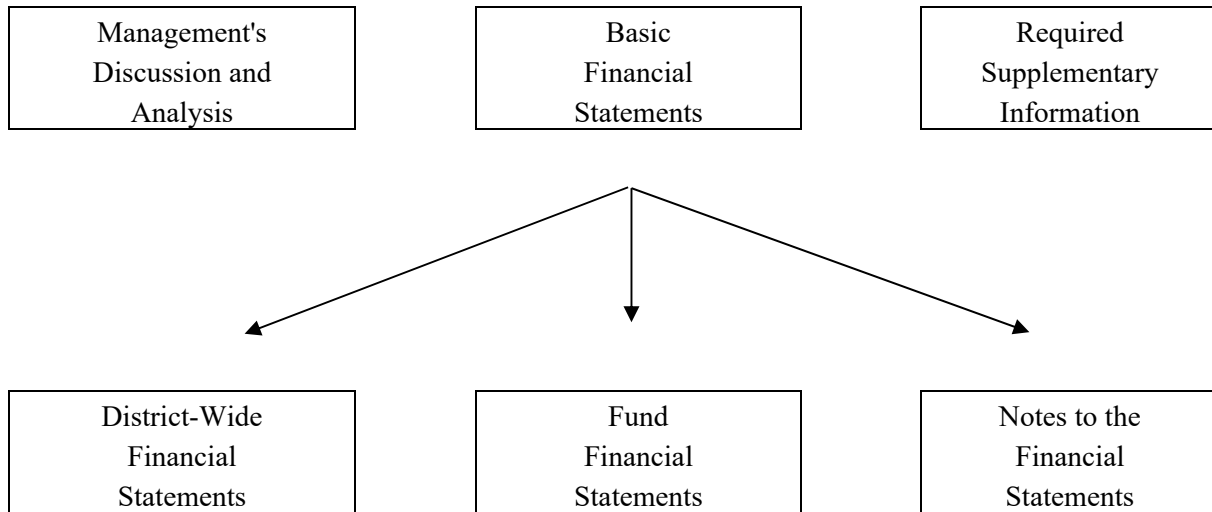 Management's
Discussion and
Analysis
Basic
Financial
Statements
Required
Supplementary
Information
District-Wide
Financial
Statements
Fund
Financial
Statements
Notes to the
Financial
Statements